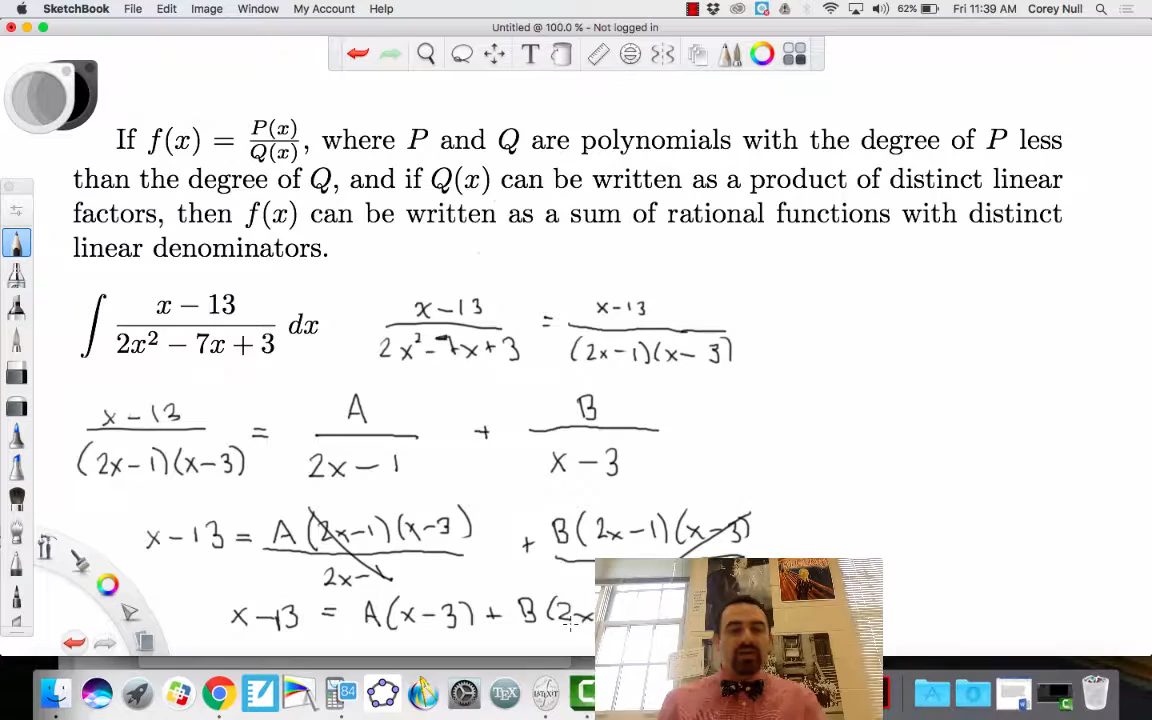 SketchBook File Edit Image Window My Account Help 62% Fri 11:39 AM Corey Null
Untitled @ 100.0 % - Not logged in
T
If f(x) = P(x)/Q(x), where P and Q are polynomials with the degree of P less
than the degree of Q, and if Q(x) can be written as a product of distinct linear
factors, then f(x) can be written as a sum of rational functions with distinct
linear denominators.
∫ (x − 13)/(2x² − 7x + 3) dx (x−13)/(2x²−7x+3) = (x−13)/((2x−1)(x−3))
(x−13)/((2x−1)(x−3)) = A/(2x−1) + B/(x−3)
x−13 = A(2x−1)(x−3)/(2x−1) + B(2x−1)(x−3)
x−13 = A(x−3) + B(2x
84 TEX LATEXIT